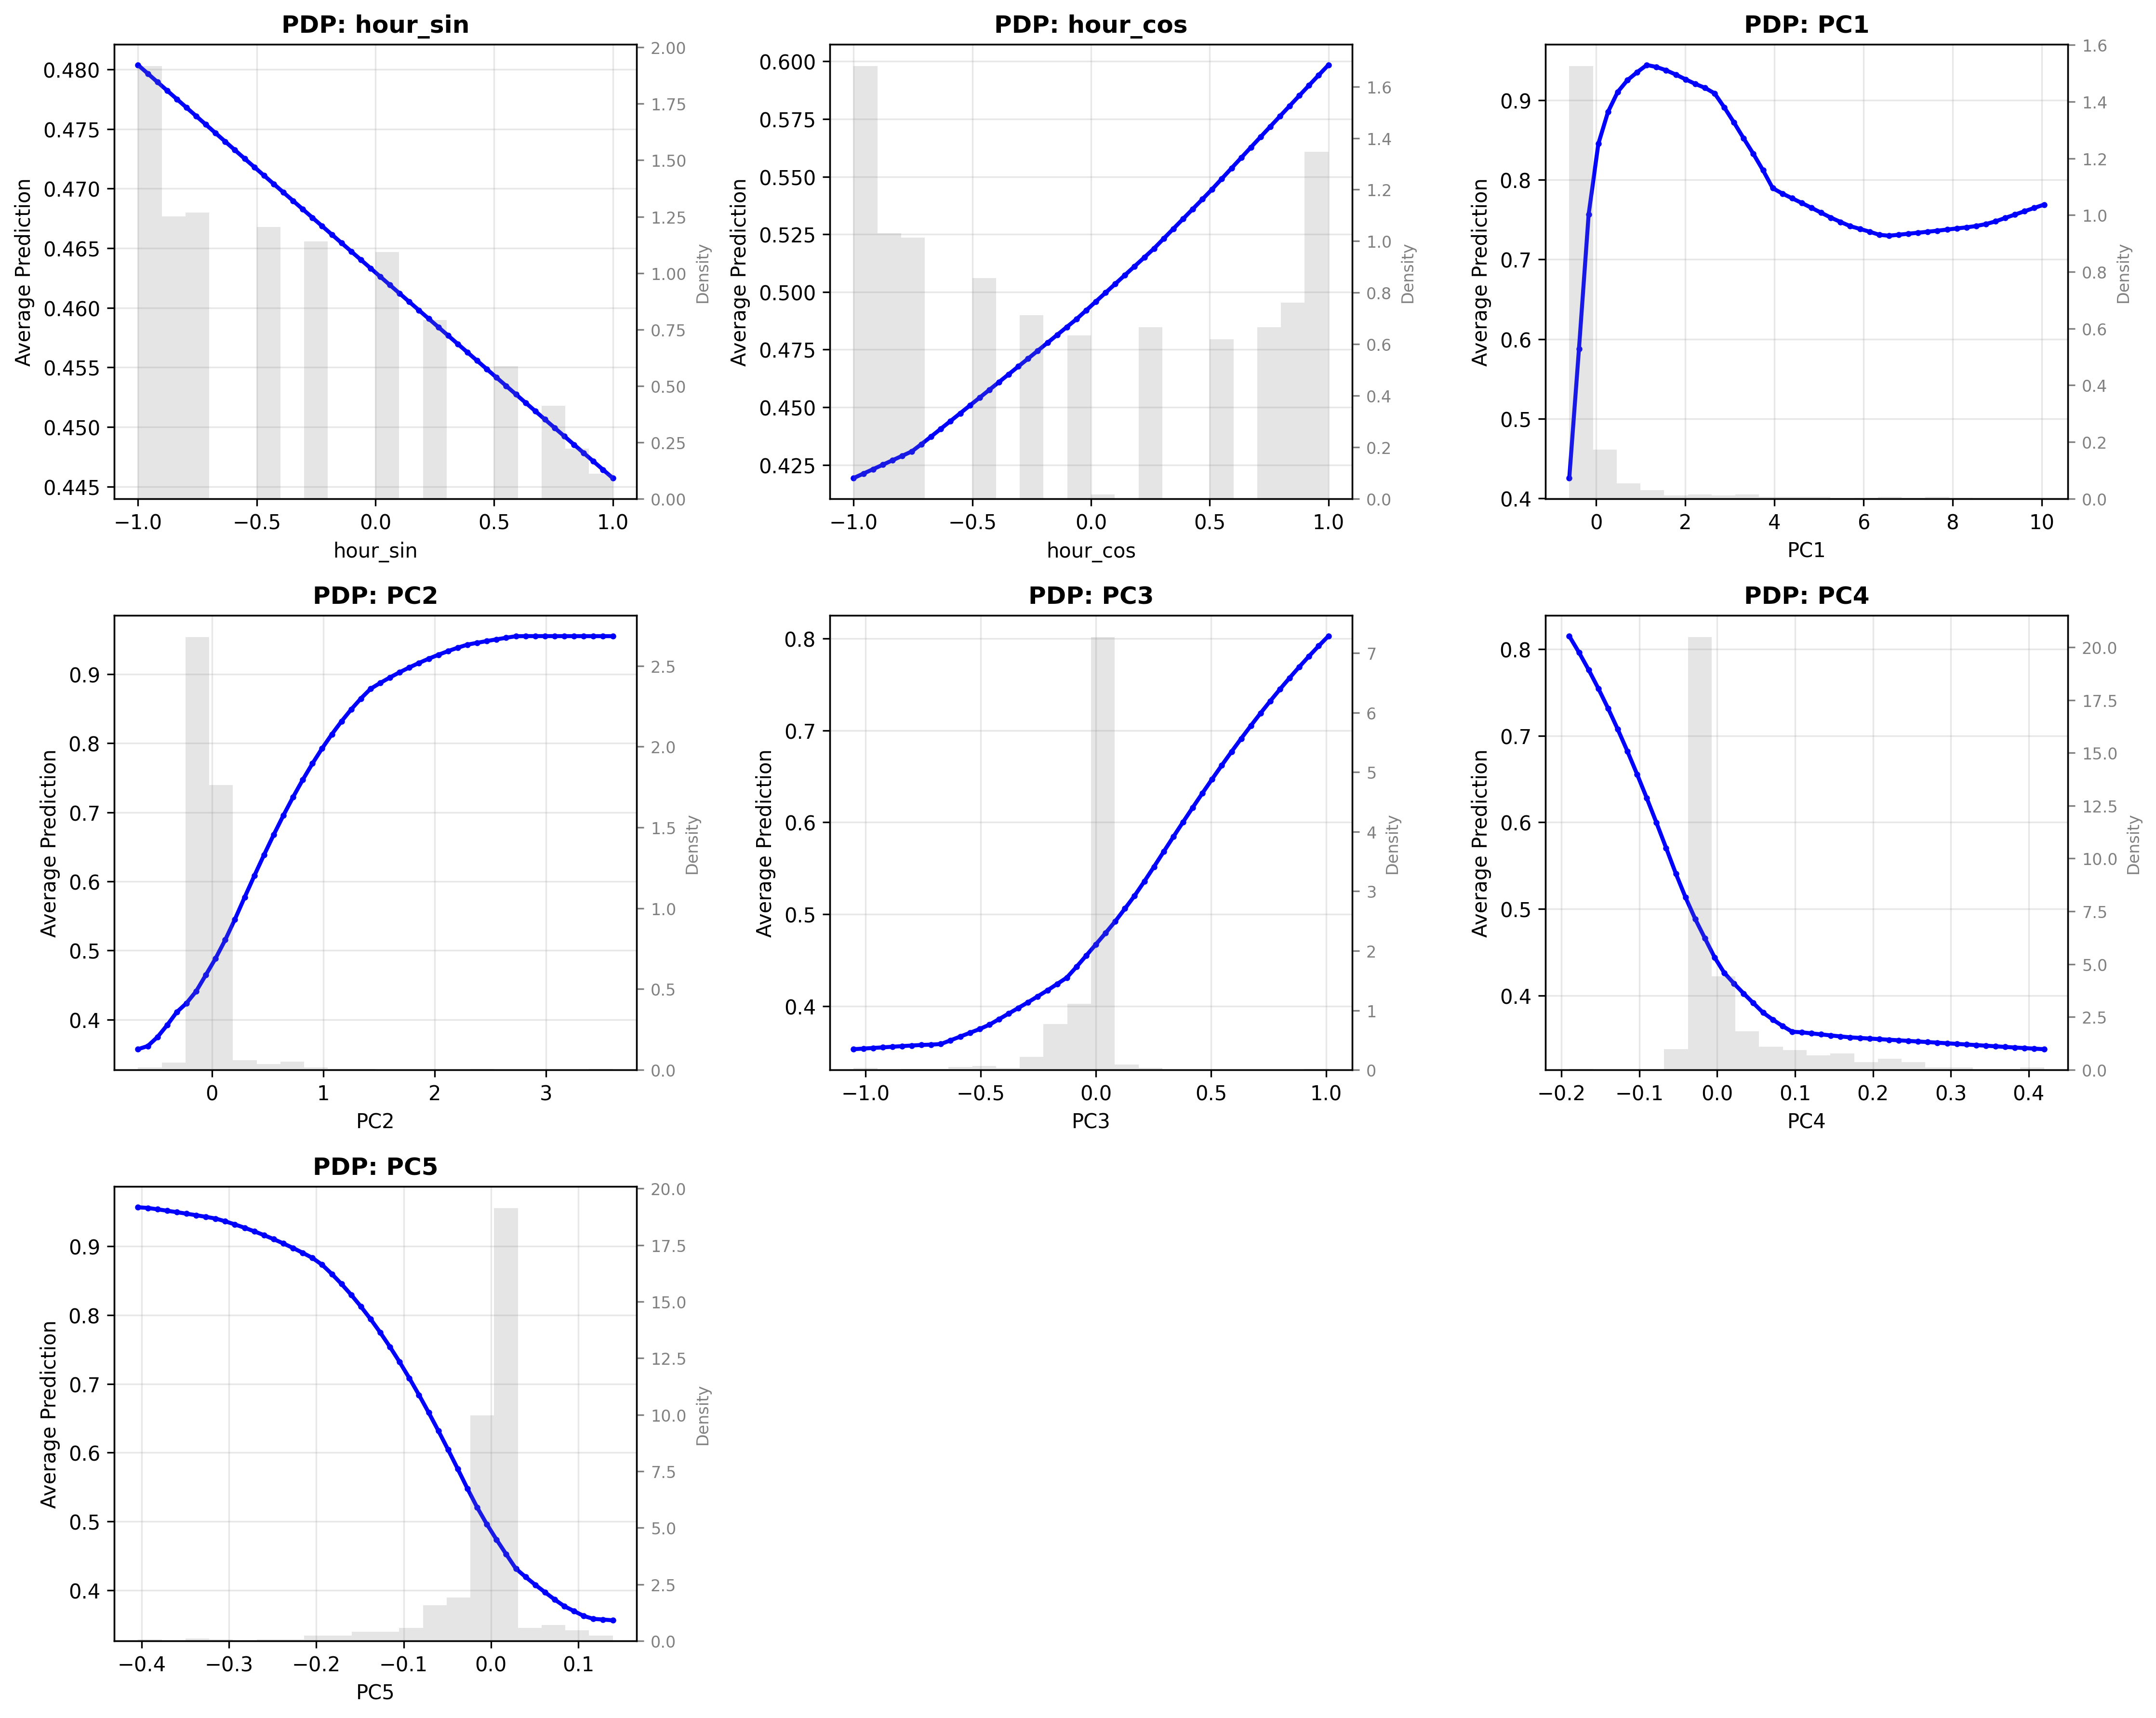 PDP: hour_sin
0.480
0.475
0.470
0.465
0.460
0.455
0.450
0.445
Average Prediction
2.00
1.75
1.50
1.25
1.00
0.75
0.50
0.25
0.00
Density
−1.0 −0.5 0.0 0.5 1.0
hour_sin
PDP: hour_cos
0.600
0.575
0.550
0.525
0.500
0.475
0.450
0.425
Average Prediction
1.6
1.4
1.2
1.0
0.8
0.6
0.4
0.2
0.0
Density
−1.0 −0.5 0.0 0.5 1.0
hour_cos
PDP: PC1
0.9
0.8
0.7
0.6
0.5
0.4
Average Prediction
1.6
1.4
1.2
1.0
0.8
0.6
0.4
0.2
0.0
Density
0 2 4 6 8 10
PC1
PDP: PC2
0.9
0.8
0.7
0.6
0.5
0.4
Average Prediction
2.5
2.0
1.5
1.0
0.5
0.0
Density
0 1 2 3
PC2
PDP: PC3
0.8
0.7
0.6
0.5
0.4
Average Prediction
7
6
5
4
3
2
1
0
Density
−1.0 −0.5 0.0 0.5 1.0
PC3
PDP: PC4
0.8
0.7
0.6
0.5
0.4
Average Prediction
20.0
17.5
15.0
12.5
10.0
7.5
5.0
2.5
0.0
Density
−0.2 −0.1 0.0 0.1 0.2 0.3 0.4
PC4
PDP: PC5
0.9
0.8
0.7
0.6
0.5
0.4
Average Prediction
20.0
17.5
15.0
12.5
10.0
7.5
5.0
2.5
0.0
Density
−0.4 −0.3 −0.2 −0.1 0.0 0.1
PC5